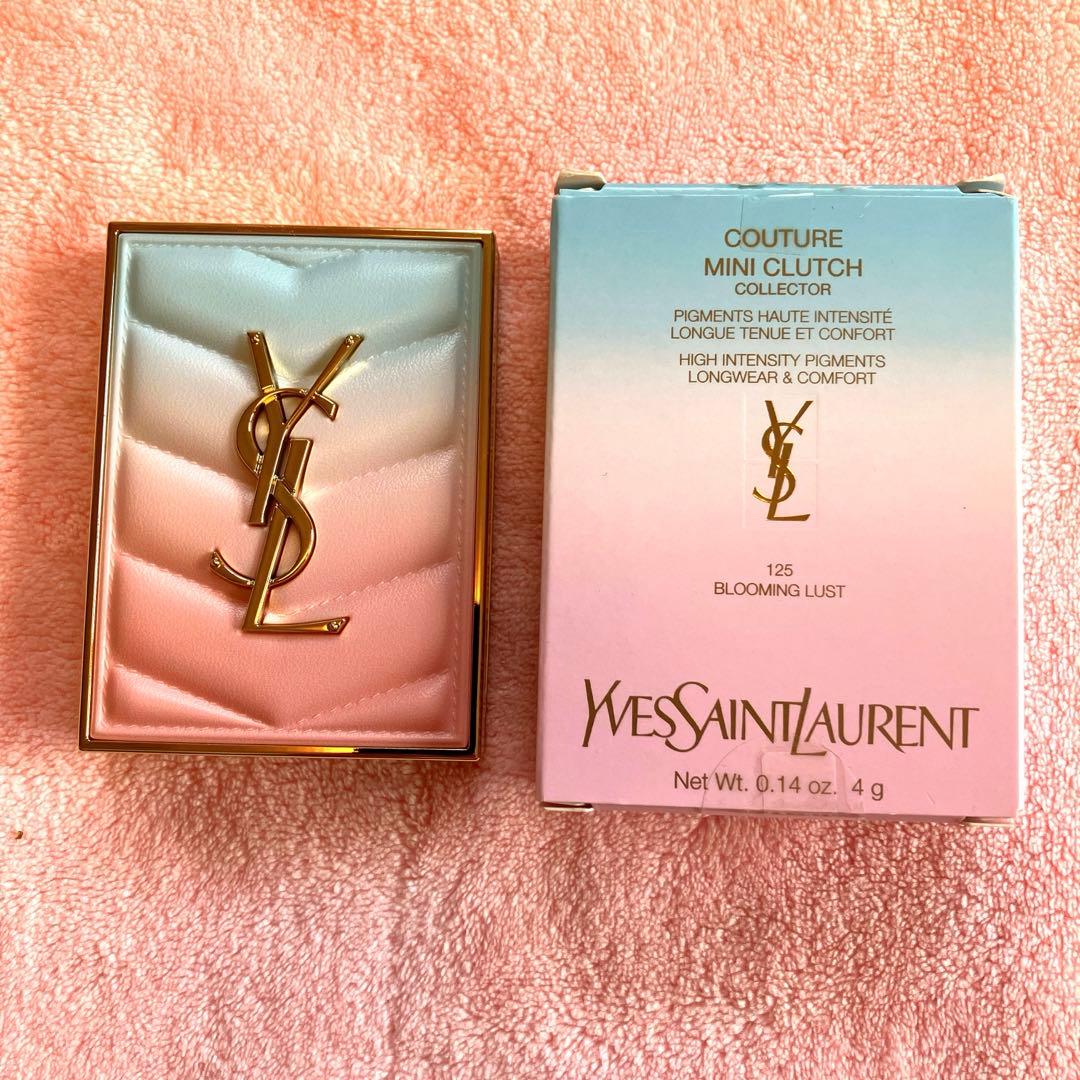 YSL
COUTURE
MINI CLUTCH
COLLECTOR
PIGMENTS HAUTE INTENSITÉ
LONGUE TENUE ET CONFORT
HIGH INTENSITY PIGMENTS
LONGWEAR & COMFORT
YSL
125
BLOOMING LUST
YVESSAINTLAURENT
Net Wt. 0.14 oz. 4 g